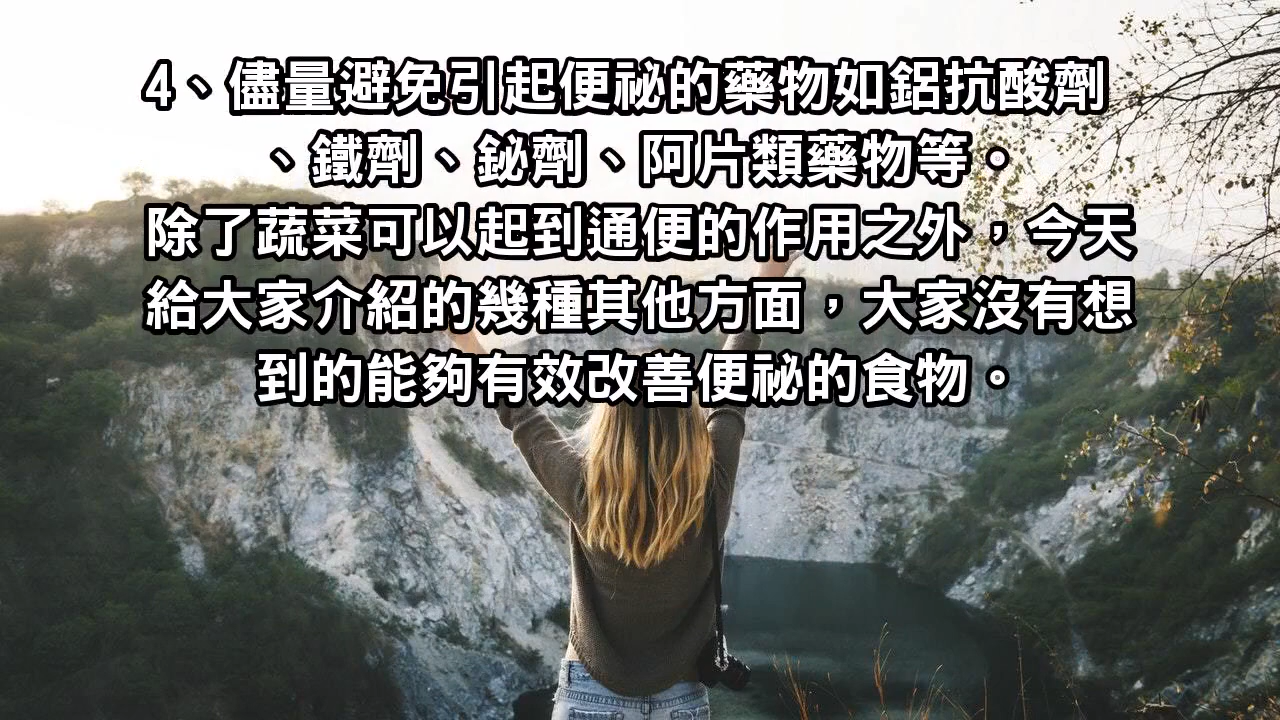 4、儘量避免引起便祕的藥物如鋁抗酸劑
、鐵劑、鉍劑、阿片類藥物等。
除了蔬菜可以起到通便的作用之外，今天
給大家介紹的幾種其他方面，大家沒有想
到的能夠有效改善便祕的食物。